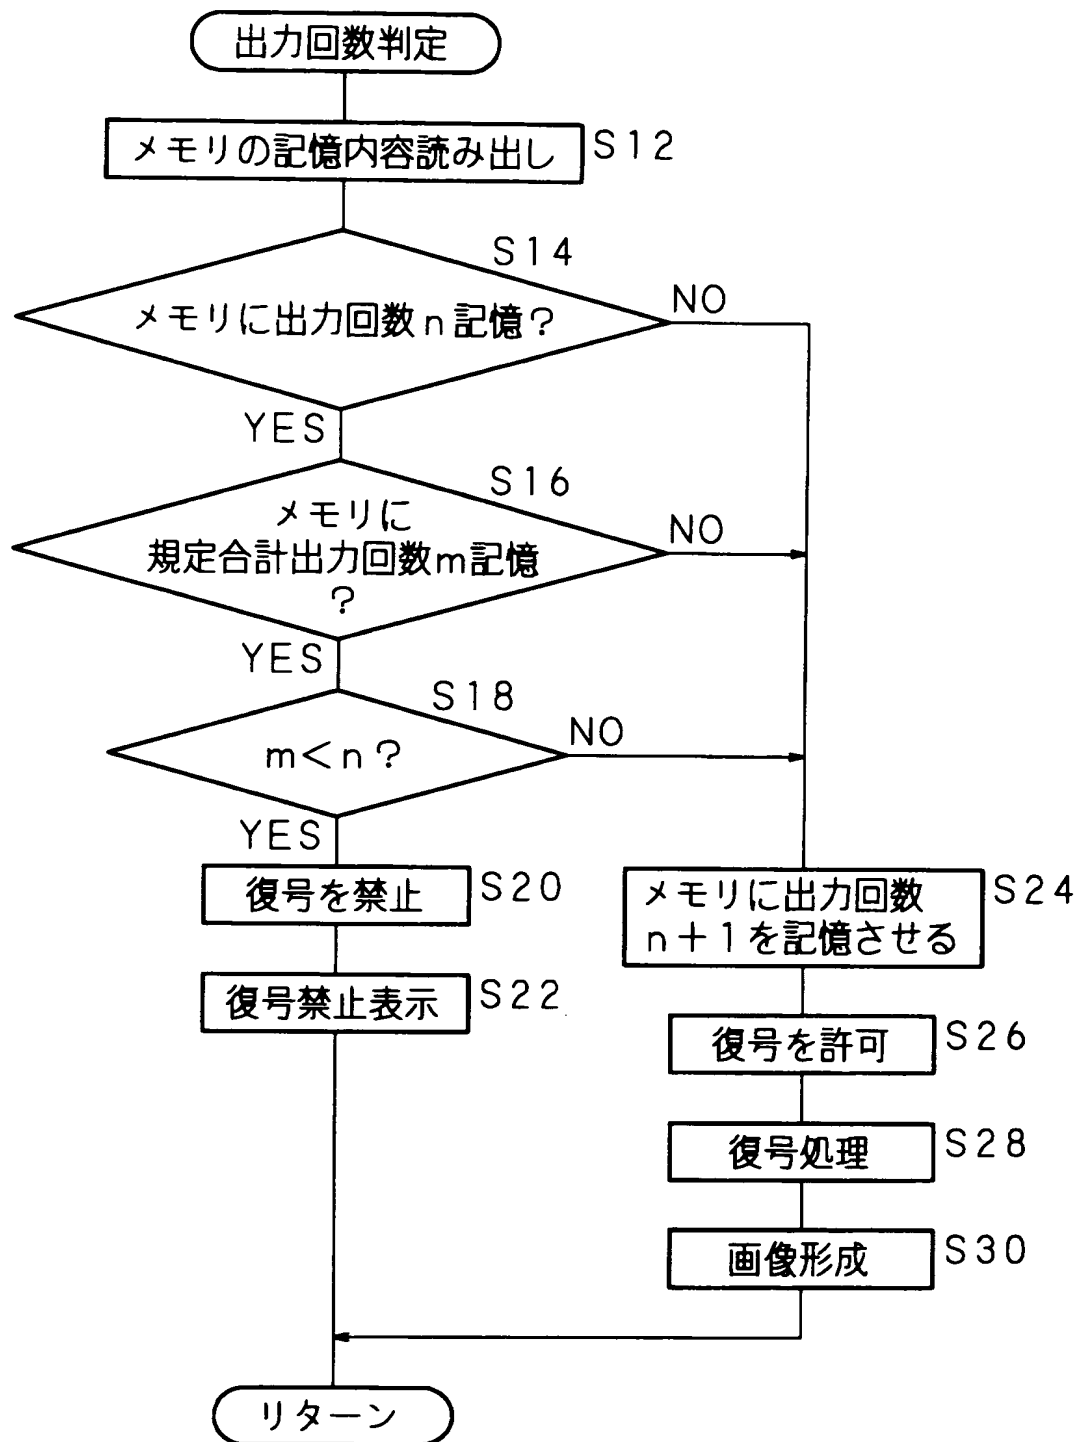 出力回数判定
メモリの記憶内容読み出し
S12
S14
メモリに出力回数n記憶?
NO
YES
S16
メモリに
規定合計出力回数m記憶
?
NO
YES
S18
m<n?
NO
YES
復号を禁止
S20
復号禁止表示
S22
メモリに出力回数
n+1を記憶させる
S24
復号を許可
S26
復号処理
S28
画像形成
S30
リターン